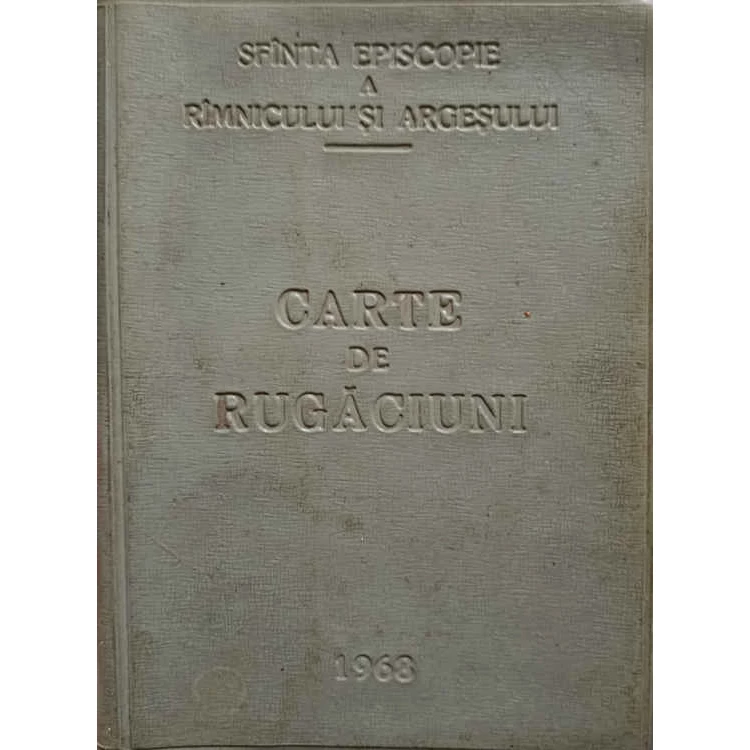 SFÎNTA EPISCOPIE
A
RÎMNICULUI ȘI ARGEȘULUI
CARTE
DE
RUGĂCIUNI
1968